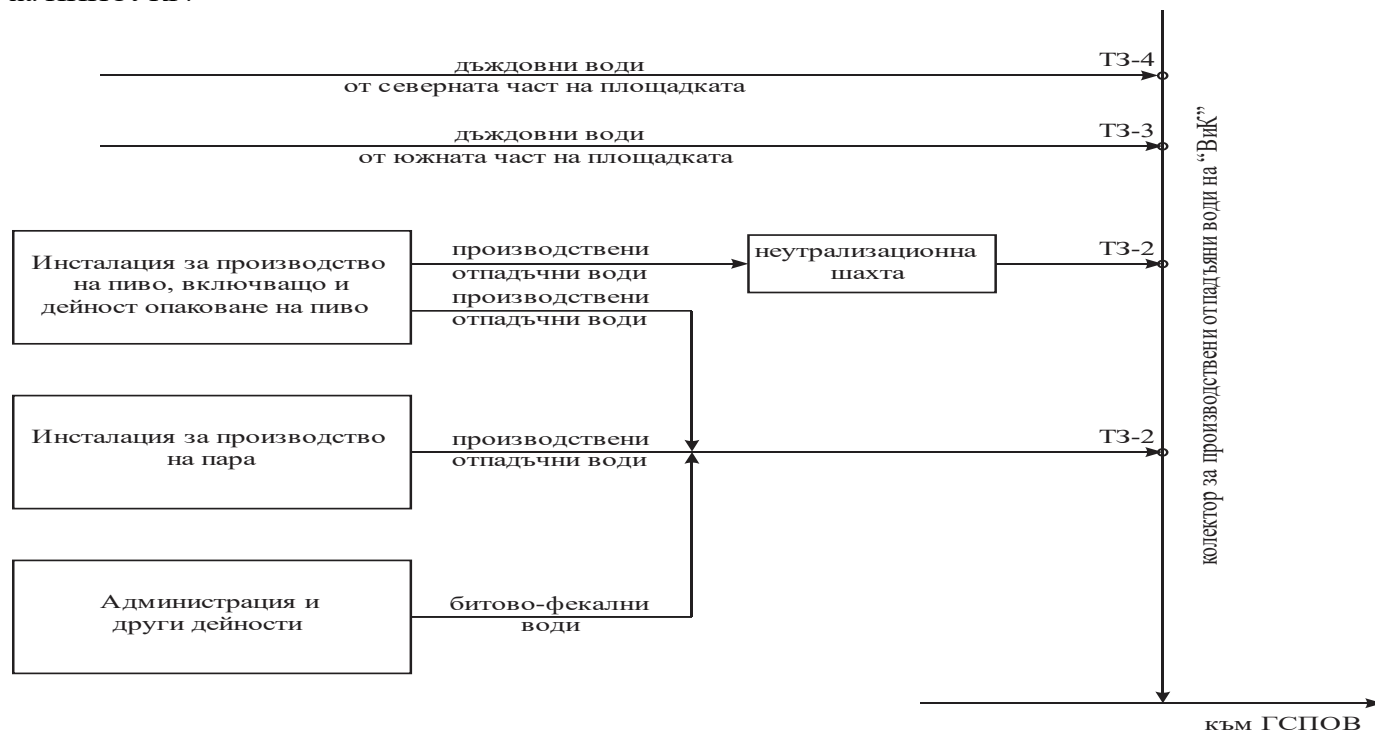 дъждовни води
ТЗ-4
от северната част на площадката
дъждовни води
ТЗ-3
от южната част на площадката
колектор за производствени отпадъяни води на “ВиК”
Инсталация за производство
на пиво, включващо и
дейност опаковане на пиво
производствени
отпадъчни води
производствени
отпадъчни води
неутрализационна
шахта
ТЗ-2
Инсталация за производство
на пара
производствени
отпадъчни води
ТЗ-2
Администрация и
други дейности
битово-фекални
води
към ГСПОВ